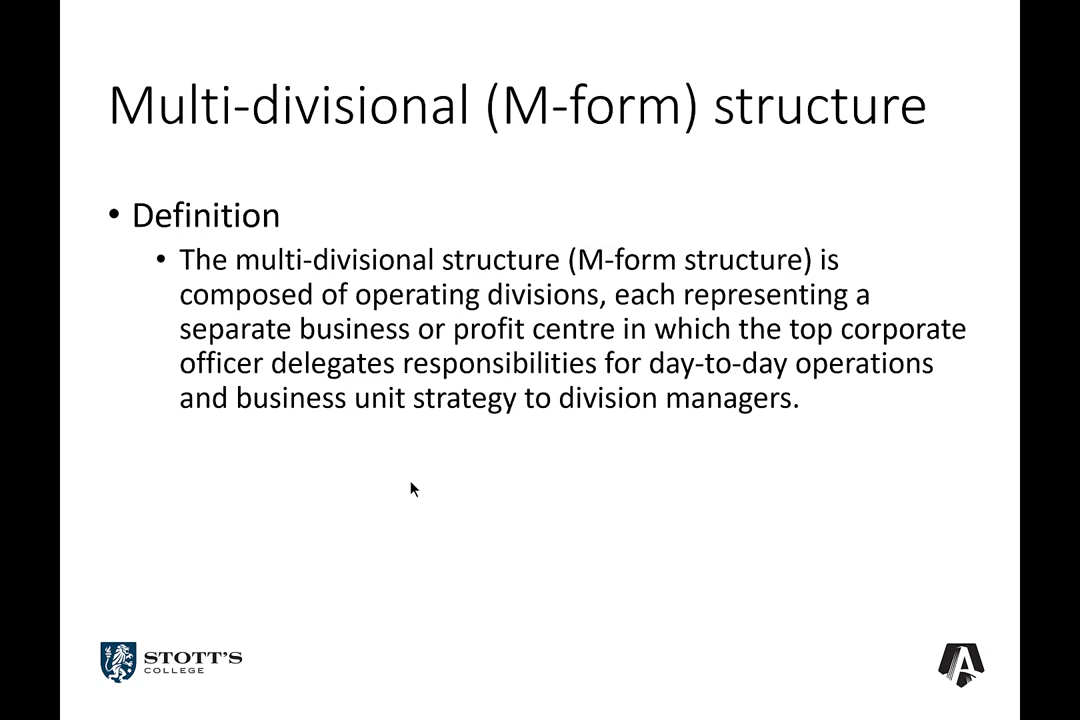 Multi-divisional (M-form) structure
• Definition
• The multi-divisional structure (M-form structure) is
composed of operating divisions, each representing a
separate business or profit centre in which the top corporate
officer delegates responsibilities for day-to-day operations
and business unit strategy to division managers.
STOTT'S
COLLEGE
A